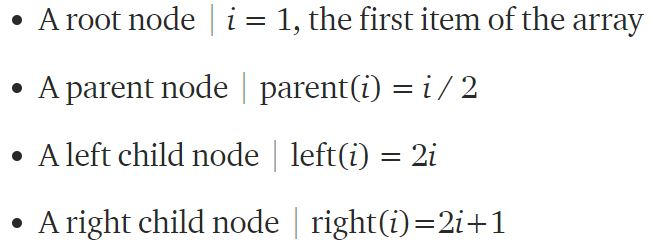 • A root node | i = 1, the first item of the array
• A parent node | parent(i) = i / 2
• A left child node | left(i) = 2i
• A right child node | right(i)=2i+1